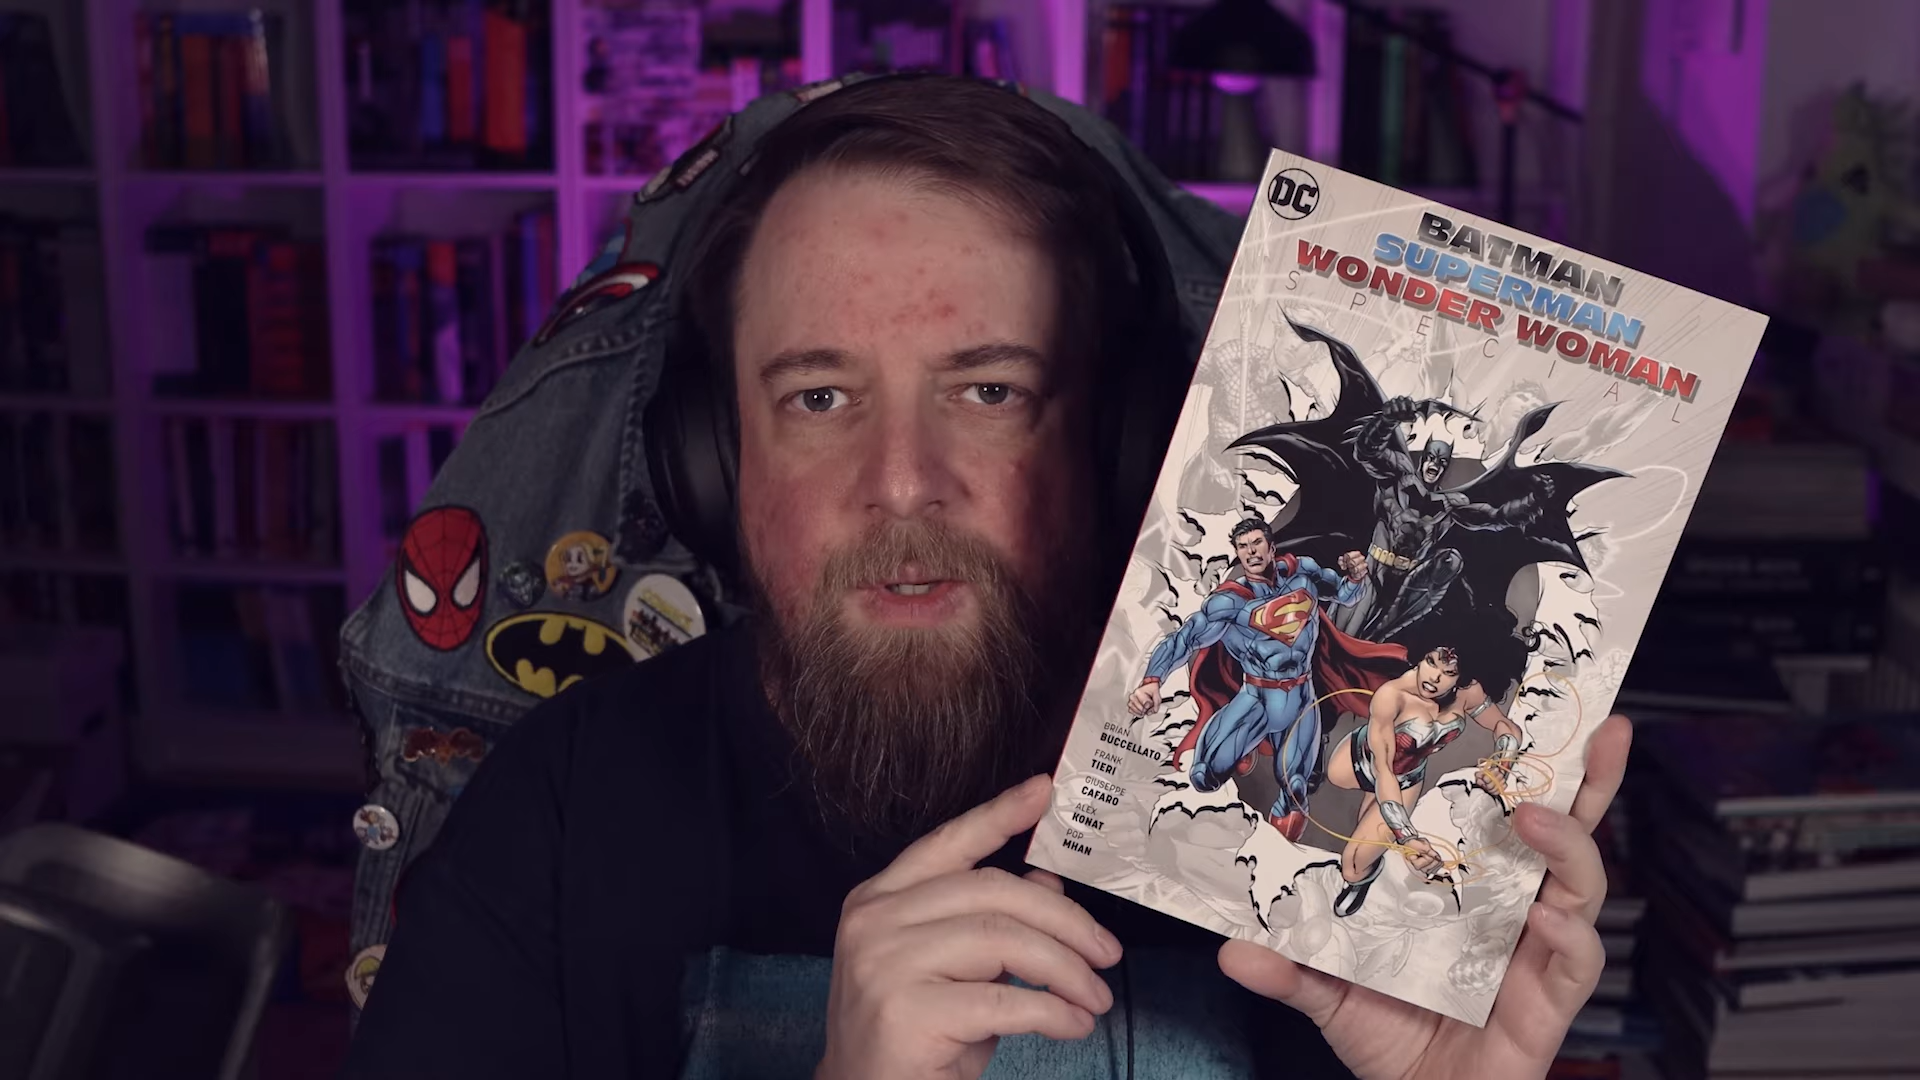 DC
BATMAN
SUPERMAN
WONDER WOMAN
SPECIAL
BRIAN
BUCCELLATO
FRANK
TIERI
GIUSEPPE
CAFARO
ALEX
KONAT
POP
MHAN